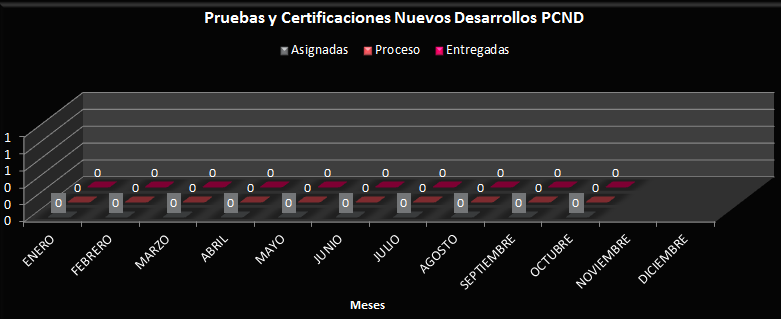 Pruebas y Certificaciones Nuevos Desarrollos PCND
Asignadas Proceso Entregadas
1
1
1
0
0
0
0 0 0 0 0 0 0 0 0 0
0 0 0 0 0 0 0 0 0 0
0 0 0 0 0 0 0 0 0 0
ENERO
FEBRERO
MARZO
ABRIL
MAYO
JUNIO
JULIO
AGOSTO
SEPTIEMBRE
OCTUBRE
NOVIEMBRE
DICIEMBRE
Meses